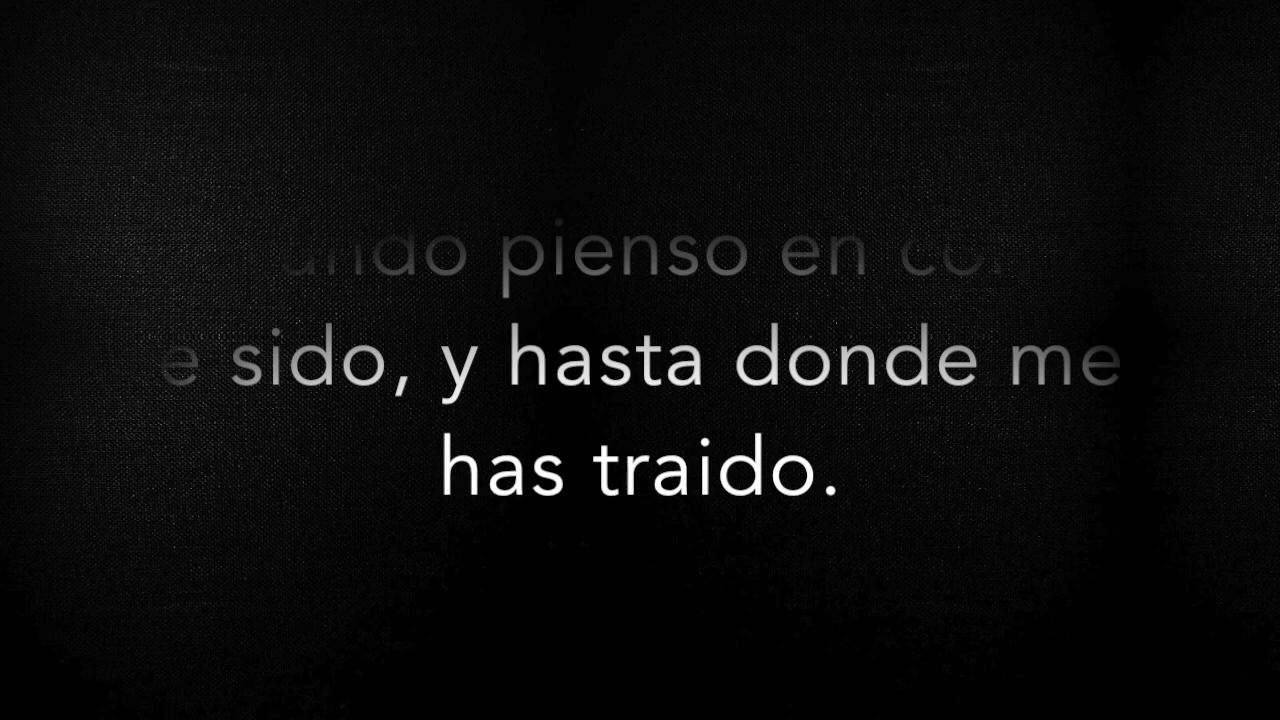 pienso en
sido, y hasta donde me
has traido.